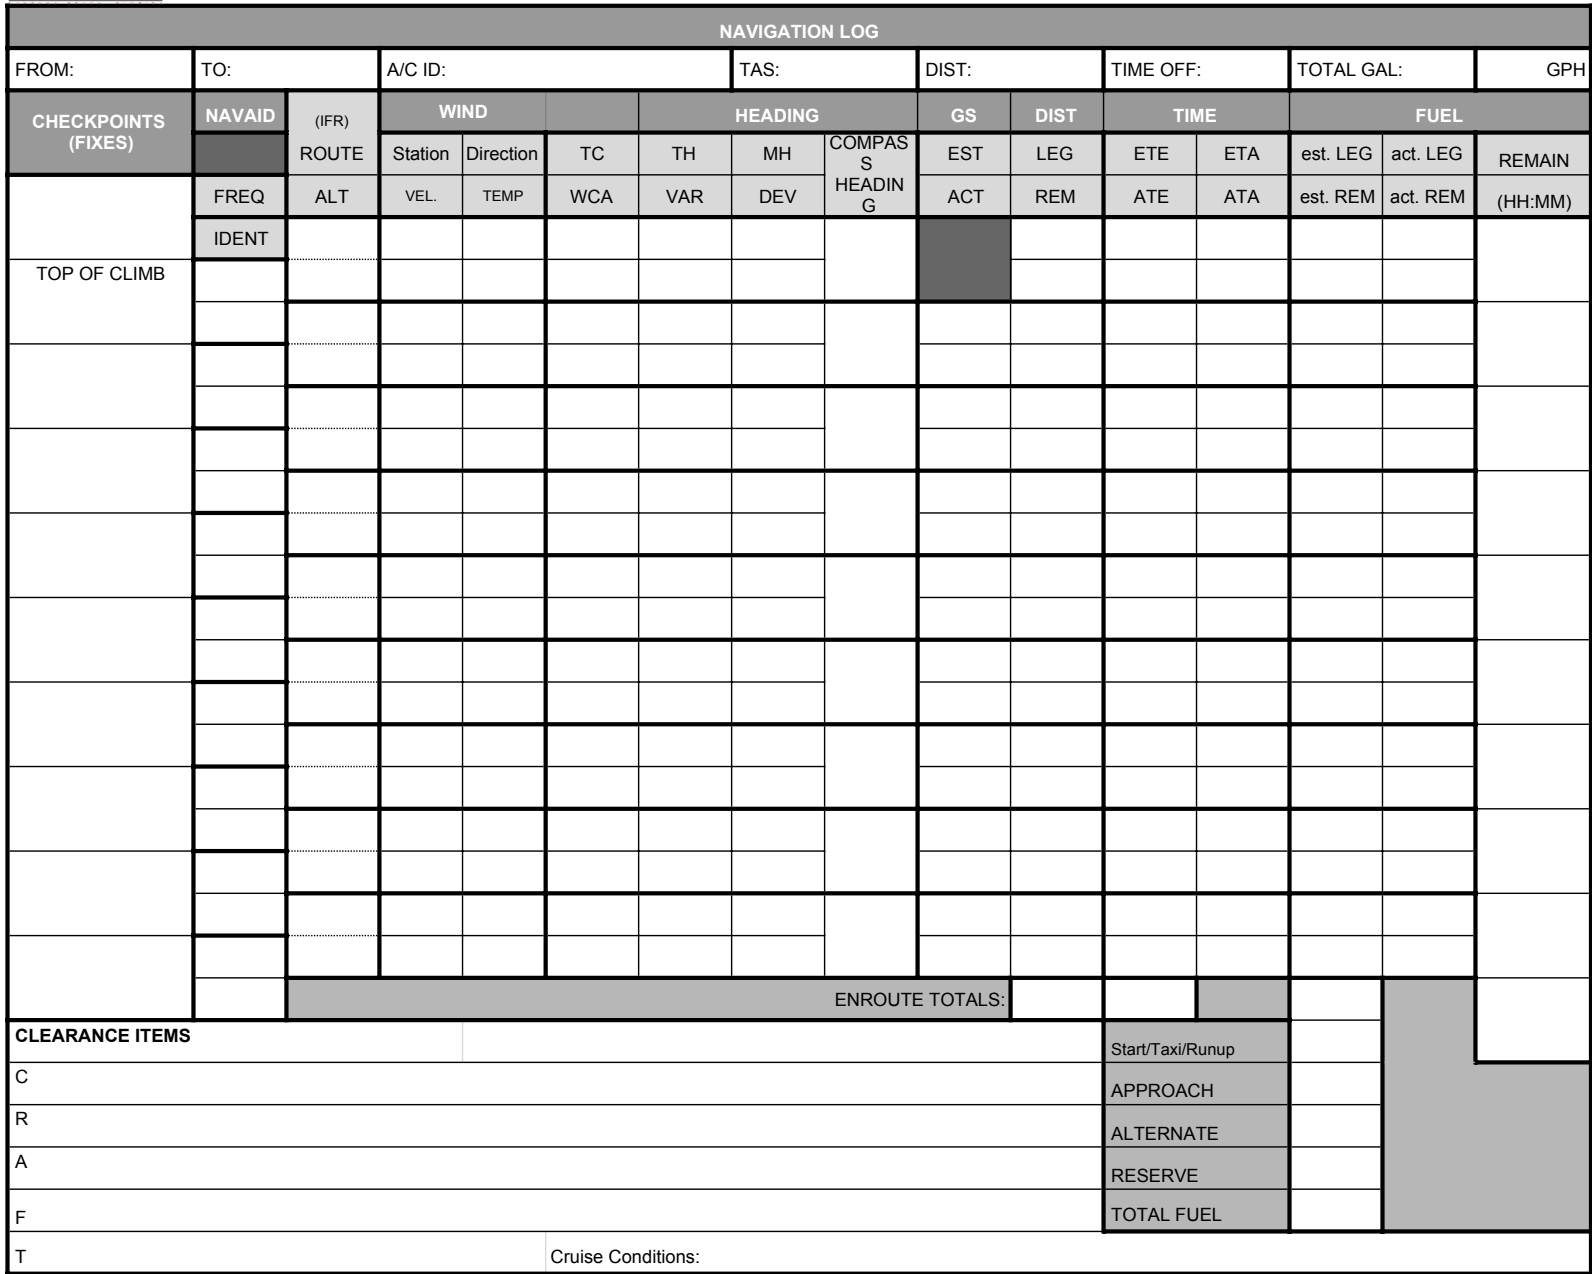 NAVIGATION LOG
FROM: TO: A/C ID: TAS: DIST: TIME OFF: TOTAL GAL: GPH
CHECKPOINTS
(FIXES)
NAVAID (IFR) WIND HEADING GS DIST TIME FUEL
ROUTE Station Direction TC TH MH COMPAS
S
HEADIN
G
EST LEG ETE ETA est. LEG act. LEG REMAIN
FREQ ALT VEL. TEMP WCA VAR DEV ACT REM ATE ATA est. REM act. REM (HH:MM)
IDENT
TOP OF CLIMB
ENROUTE TOTALS:
CLEARANCE ITEMS
Start/Taxi/Runup
C
APPROACH
R
ALTERNATE
A
RESERVE
F
TOTAL FUEL
T Cruise Conditions: